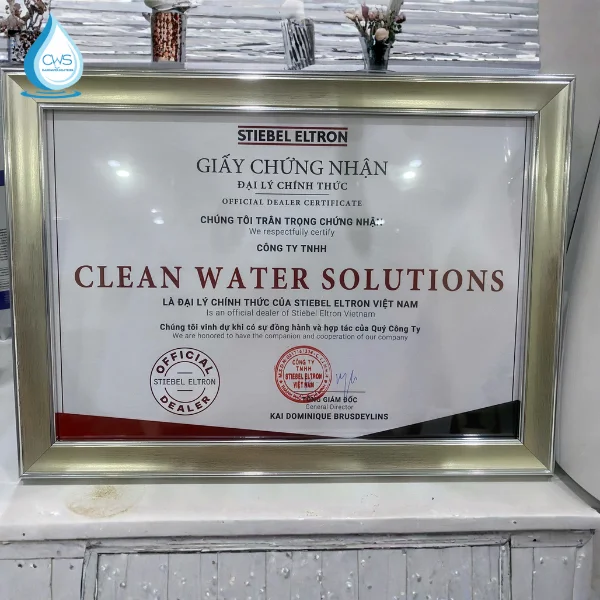 CWS
STIEBEL ELTRON
GIẤY CHỨNG NHẬN
ĐẠI LÝ CHÍNH THỨC
OFFICIAL DEALER CERTIFICATE
CHÚNG TÔI TRÂN TRỌNG CHỨNG NHẬN
We respectfully certify
CÔNG TY TNHH
CLEAN WATER SOLUTIONS
LÀ ĐẠI LÝ CHÍNH THỨC CỦA STIEBEL ELTRON VIỆT NAM
Is an official dealer of Stiebel Eltron Vietnam
Chúng tôi vinh dự khi có sự đồng hành và hợp tác của Quý Công Ty
We are honored to have the companion and cooperation of our company
OFFICIAL
STIEBEL ELTRON
DEALER
CÔNG TY
TNHH
STIEBEL ELTRON
VIỆT NAM
GIÁM ĐỐC
General Director
KAI DOMINIQUE BRUSDEYLINS